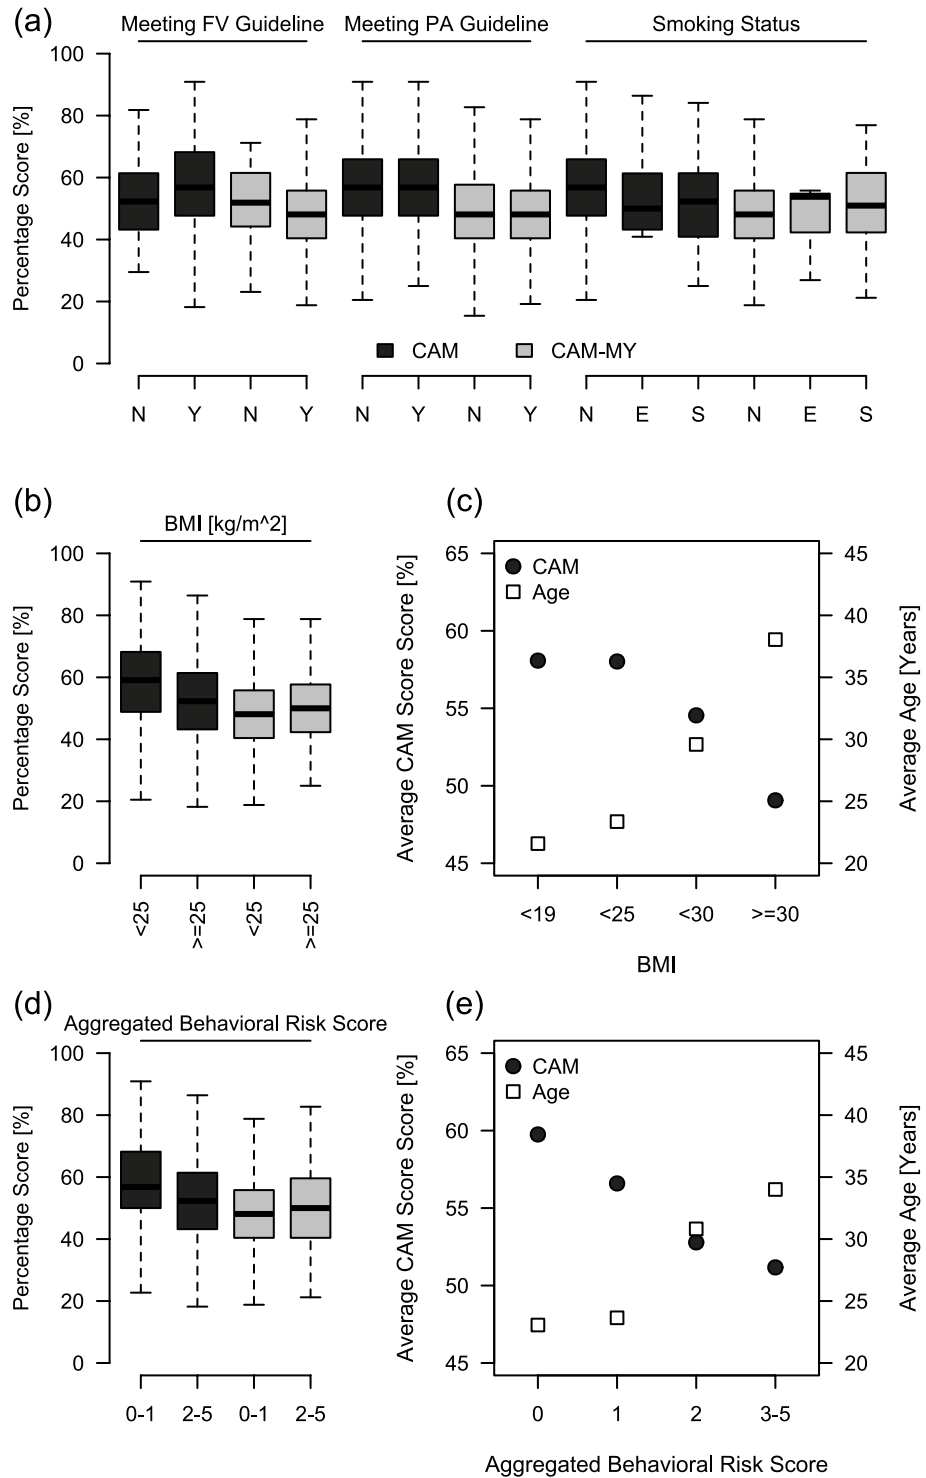 (a)
Meeting FV Guideline Meeting PA Guideline Smoking Status
Percentage Score [%]
100
80
60
40
20
0
CAM CAM-MY
N Y N Y N Y N Y N E S N E S
(b)
BMI [kg/m^2]
Percentage Score [%]
100
80
60
40
20
0
<25 >=25 <25 >=25
(c)
Average CAM Score Score [%]
65
60
55
50
45
CAM
Age
45
40
35
30
25
20
Average Age [Years]
<19 <25 <30 >=30
BMI
(d)
Aggregated Behavioral Risk Score
Percentage Score [%]
100
80
60
40
20
0
0-1 2-5 0-1 2-5
(e)
Average CAM Score Score [%]
65
60
55
50
45
CAM
Age
45
40
35
30
25
20
Average Age [Years]
0 1 2 3-5
Aggregated Behavioral Risk Score